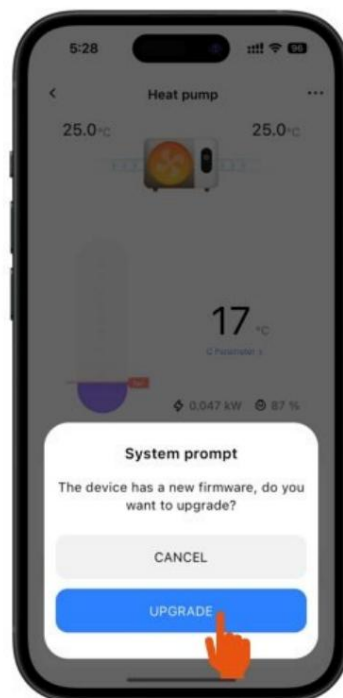 5:28
96
Heat pump
25.0°C
25.0°C
17 °C
0.047 kW
87 %
System prompt
The device has a new firmware, do you
want to upgrade?
CANCEL
UPGRADE